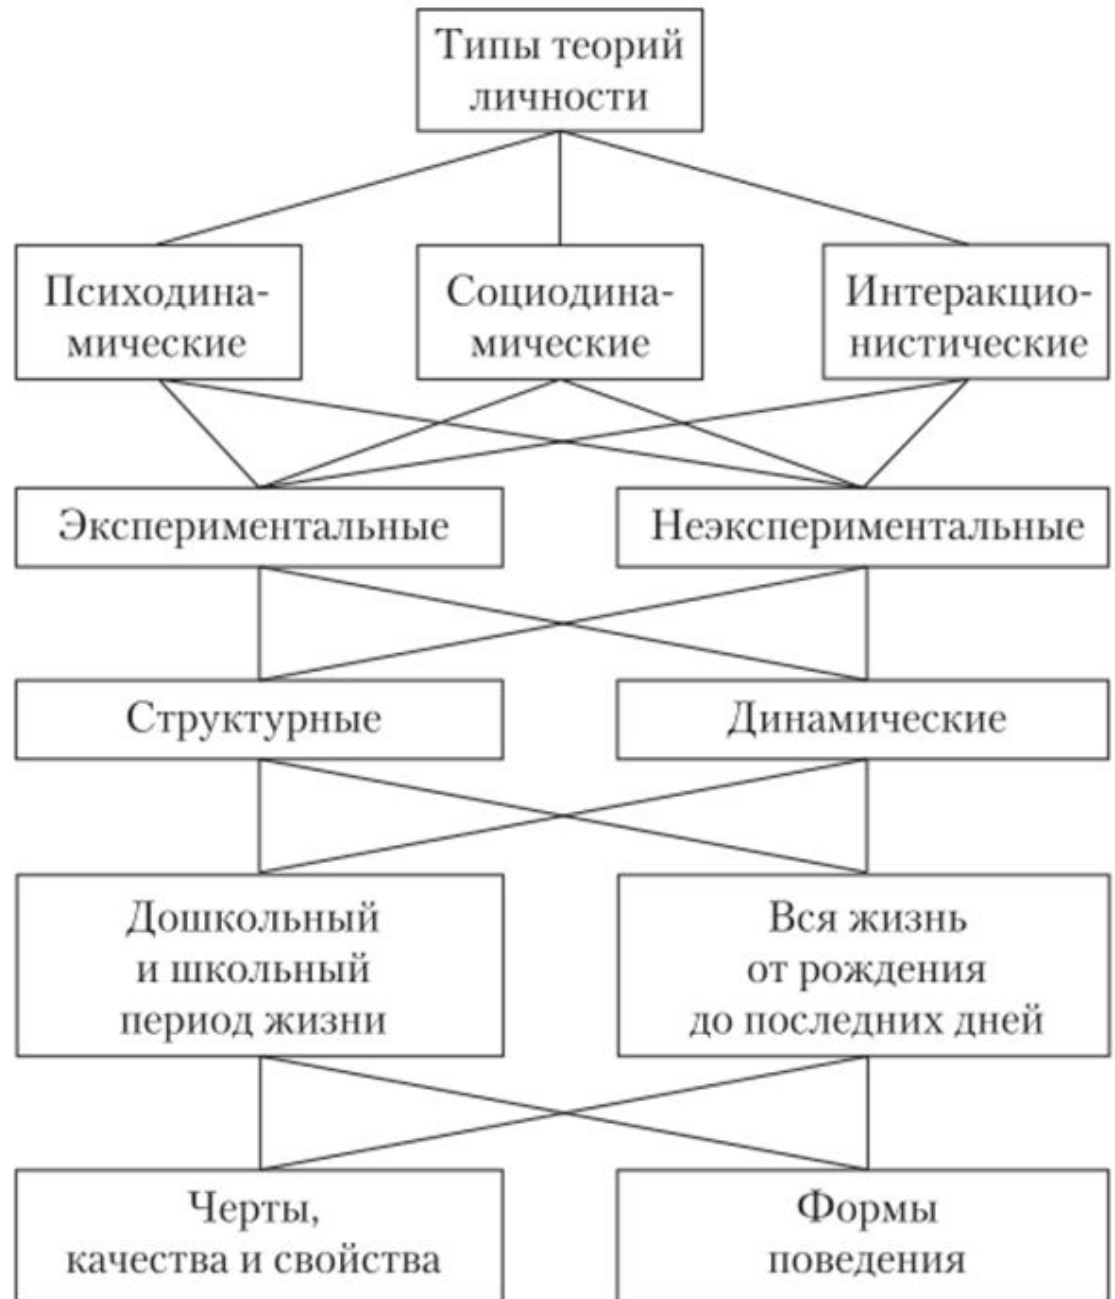 Типы теорий
личности
Психодина-
мические
Социодина-
мические
Интеракцио-
нистические
Экспериментальные
Неэкспериментальные
Структурные
Динамические
Дошкольный
и школьный
период жизни
Вся жизнь
от рождения
до последних дней
Черты,
качества и свойства
Формы
поведения